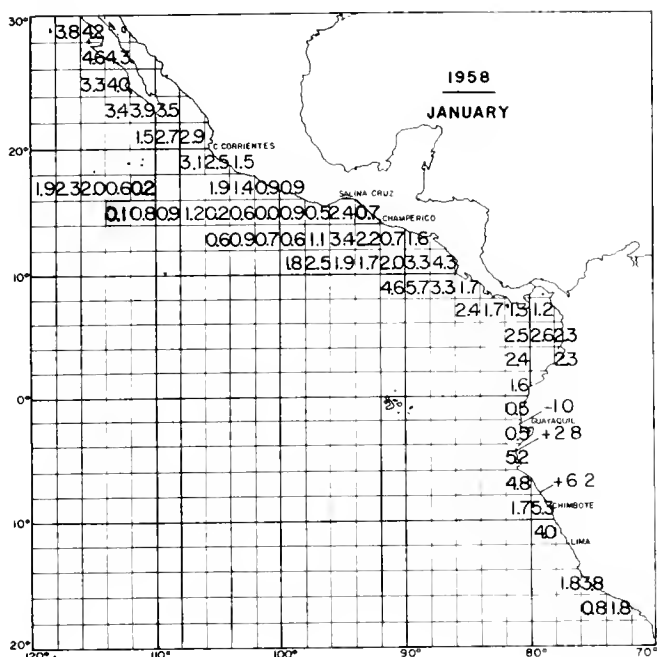 30°
3.8 4.2
4.6 4.3
1958
JANUARY
3.3 4.0
3.4 3.9 3.5
1.5 2.7 2.9
C. CORRIENTES
20°
3.1 2.5 1.5
1.9 2.3 2.0 0.6 0.2 1.9 1.4 0.9 0.9
SALINA CRUZ
0.1 0.8 0.9 1.2 0.2 0.6 0.0 0.9 0.5 2.4 0.7
CHAMPERICO
0.6 0.9 0.7 0.6 1.1 3.4 2.2 0.7 1.6
1.8 2.5 1.9 1.7 2.0 3.3 4.3
10°
4.6 5.7 3.3 1.7
2.4 1.7 1.3 1.2
2.5 2.6 2.3
2.4 2.3
1.6
0°
0.5 -1.0
GUAYAQUIL
0.5 +2.8
5.2
4.8 +6.2
1.7 5.3 CHIMBOTE
10°
4.0
LIMA
1.8 3.8
0.8 1.8
20°
120° 110° 100° 90° 80° 70°